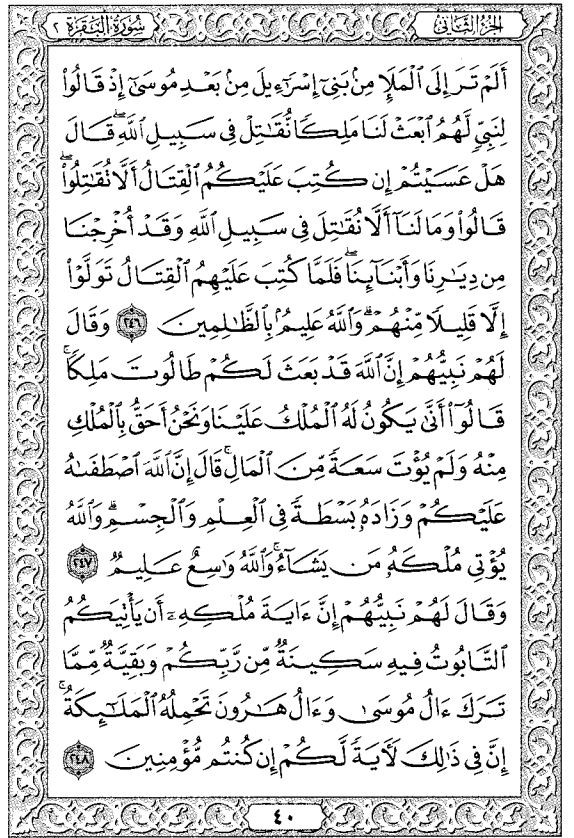 الجزء الثاني
سورة البقرة ٢
أَلَمْ تَرَ إِلَى ٱلْمَلَإِ مِنۢ بَنِىٓ إِسْرَٰٓءِيلَ مِنۢ بَعْدِ مُوسَىٰٓ إِذْ قَالُوا۟
لِنَبِىٍّ لَّهُمُ ٱبْعَثْ لَنَا مَلِكًا نُّقَٰتِلْ فِى سَبِيلِ ٱللَّهِۖ قَالَ
هَلْ عَسَيْتُمْ إِن كُتِبَ عَلَيْكُمُ ٱلْقِتَالُ أَلَّا تُقَٰتِلُوا۟ۖ
قَالُوا۟ وَمَا لَنَآ أَلَّا نُقَٰتِلَ فِى سَبِيلِ ٱللَّهِ وَقَدْ أُخْرِجْنَا
مِن دِيَٰرِنَا وَأَبْنَآئِنَاۖ فَلَمَّا كُتِبَ عَلَيْهِمُ ٱلْقِتَالُ تَوَلَّوْا۟
إِلَّا قَلِيلًا مِّنْهُمْۗ وَٱللَّهُ عَلِيمٌۢ بِٱلظَّٰلِمِينَ ٢٤٦ وَقَالَ
لَهُمْ نَبِيُّهُمْ إِنَّ ٱللَّهَ قَدْ بَعَثَ لَكُمْ طَالُوتَ مَلِكًاۚ
قَالُوٓا۟ أَنَّىٰ يَكُونُ لَهُ ٱلْمُلْكُ عَلَيْنَا وَنَحْنُ أَحَقُّ بِٱلْمُلْكِ
مِنْهُ وَلَمْ يُؤْتَ سَعَةً مِّنَ ٱلْمَالِۚ قَالَ إِنَّ ٱللَّهَ ٱصْطَفَىٰهُ
عَلَيْكُمْ وَزَادَهُۥ بَسْطَةً فِى ٱلْعِلْمِ وَٱلْجِسْمِۖ وَٱللَّهُ
يُؤْتِى مُلْكَهُۥ مَن يَشَآءُۚ وَٱللَّهُ وَٰسِعٌ عَلِيمٌ ٢٤٧
وَقَالَ لَهُمْ نَبِيُّهُمْ إِنَّ ءَايَةَ مُلْكِهِۦٓ أَن يَأْتِيَكُمُ
ٱلتَّابُوتُ فِيهِ سَكِينَةٌ مِّن رَّبِّكُمْ وَبَقِيَّةٌ مِّمَّا
تَرَكَ ءَالُ مُوسَىٰ وَءَالُ هَٰرُونَ تَحْمِلُهُ ٱلْمَلَٰٓئِكَةُۚ
إِنَّ فِى ذَٰلِكَ لَءَايَةً لَّكُمْ إِن كُنتُم مُّؤْمِنِينَ ٢٤٨
٤٠